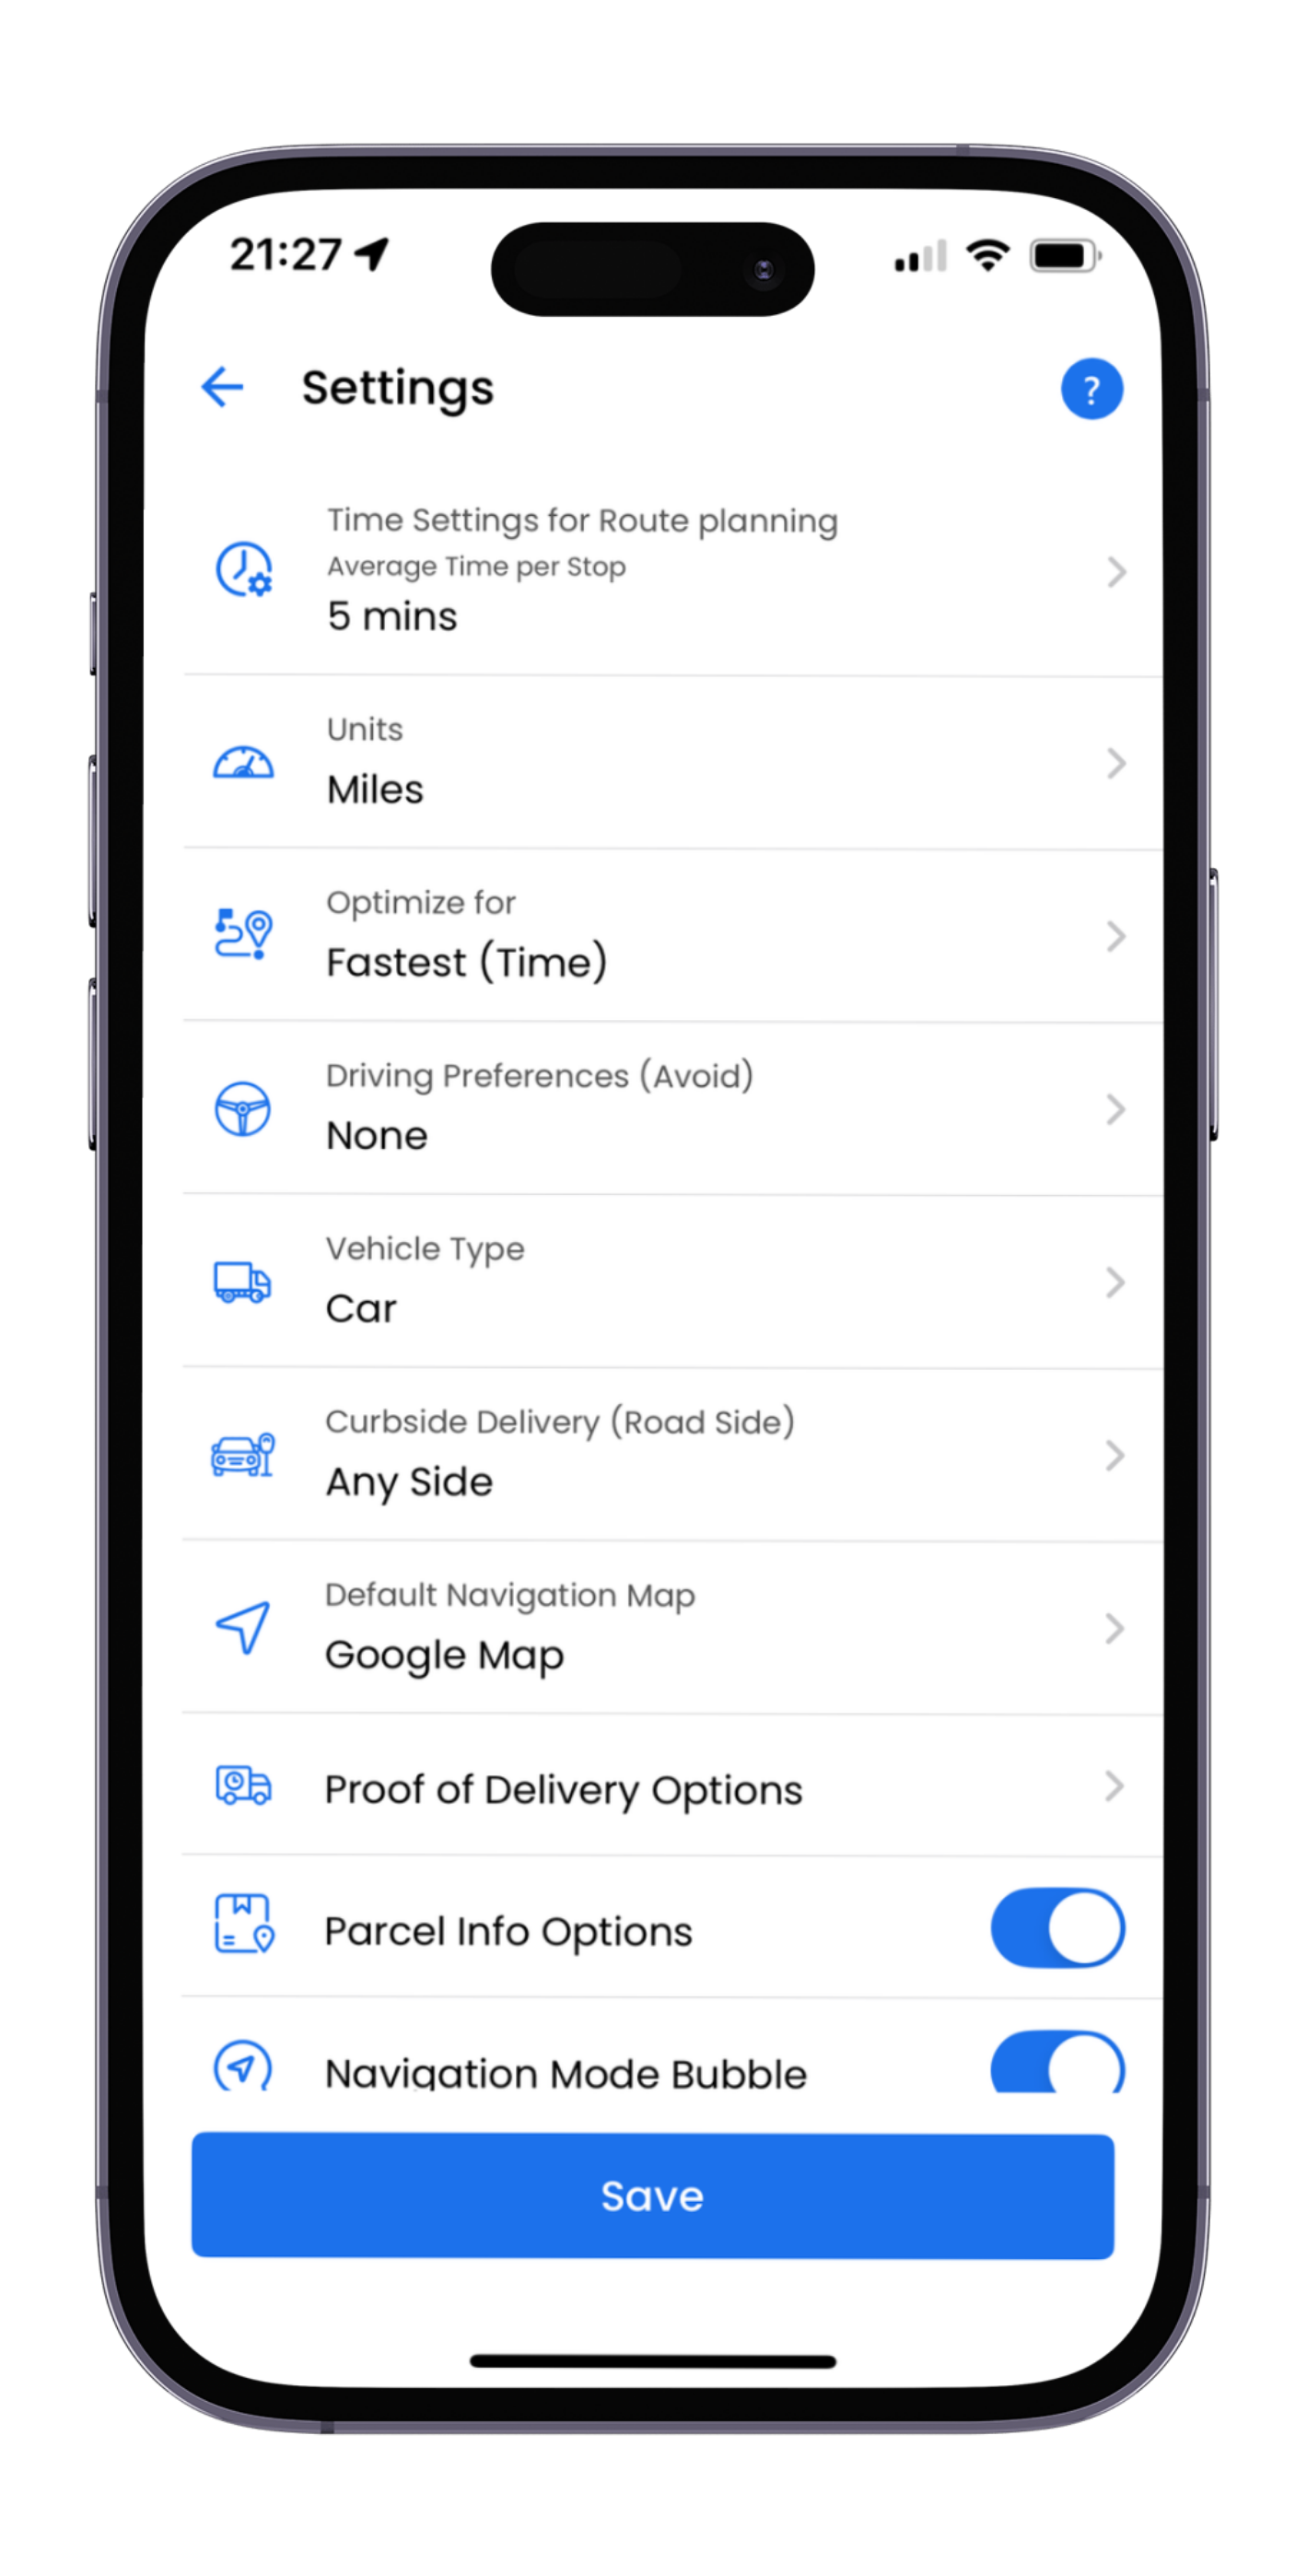 21:27
Settings
?
Time Settings for Route planning
Average Time per Stop
5 mins
Units
Miles
Optimize for
Fastest (Time)
Driving Preferences (Avoid)
None
Vehicle Type
Car
Curbside Delivery (Road Side)
Any Side
Default Navigation Map
Google Map
Proof of Delivery Options
Parcel Info Options
Navigation Mode Bubble
Save